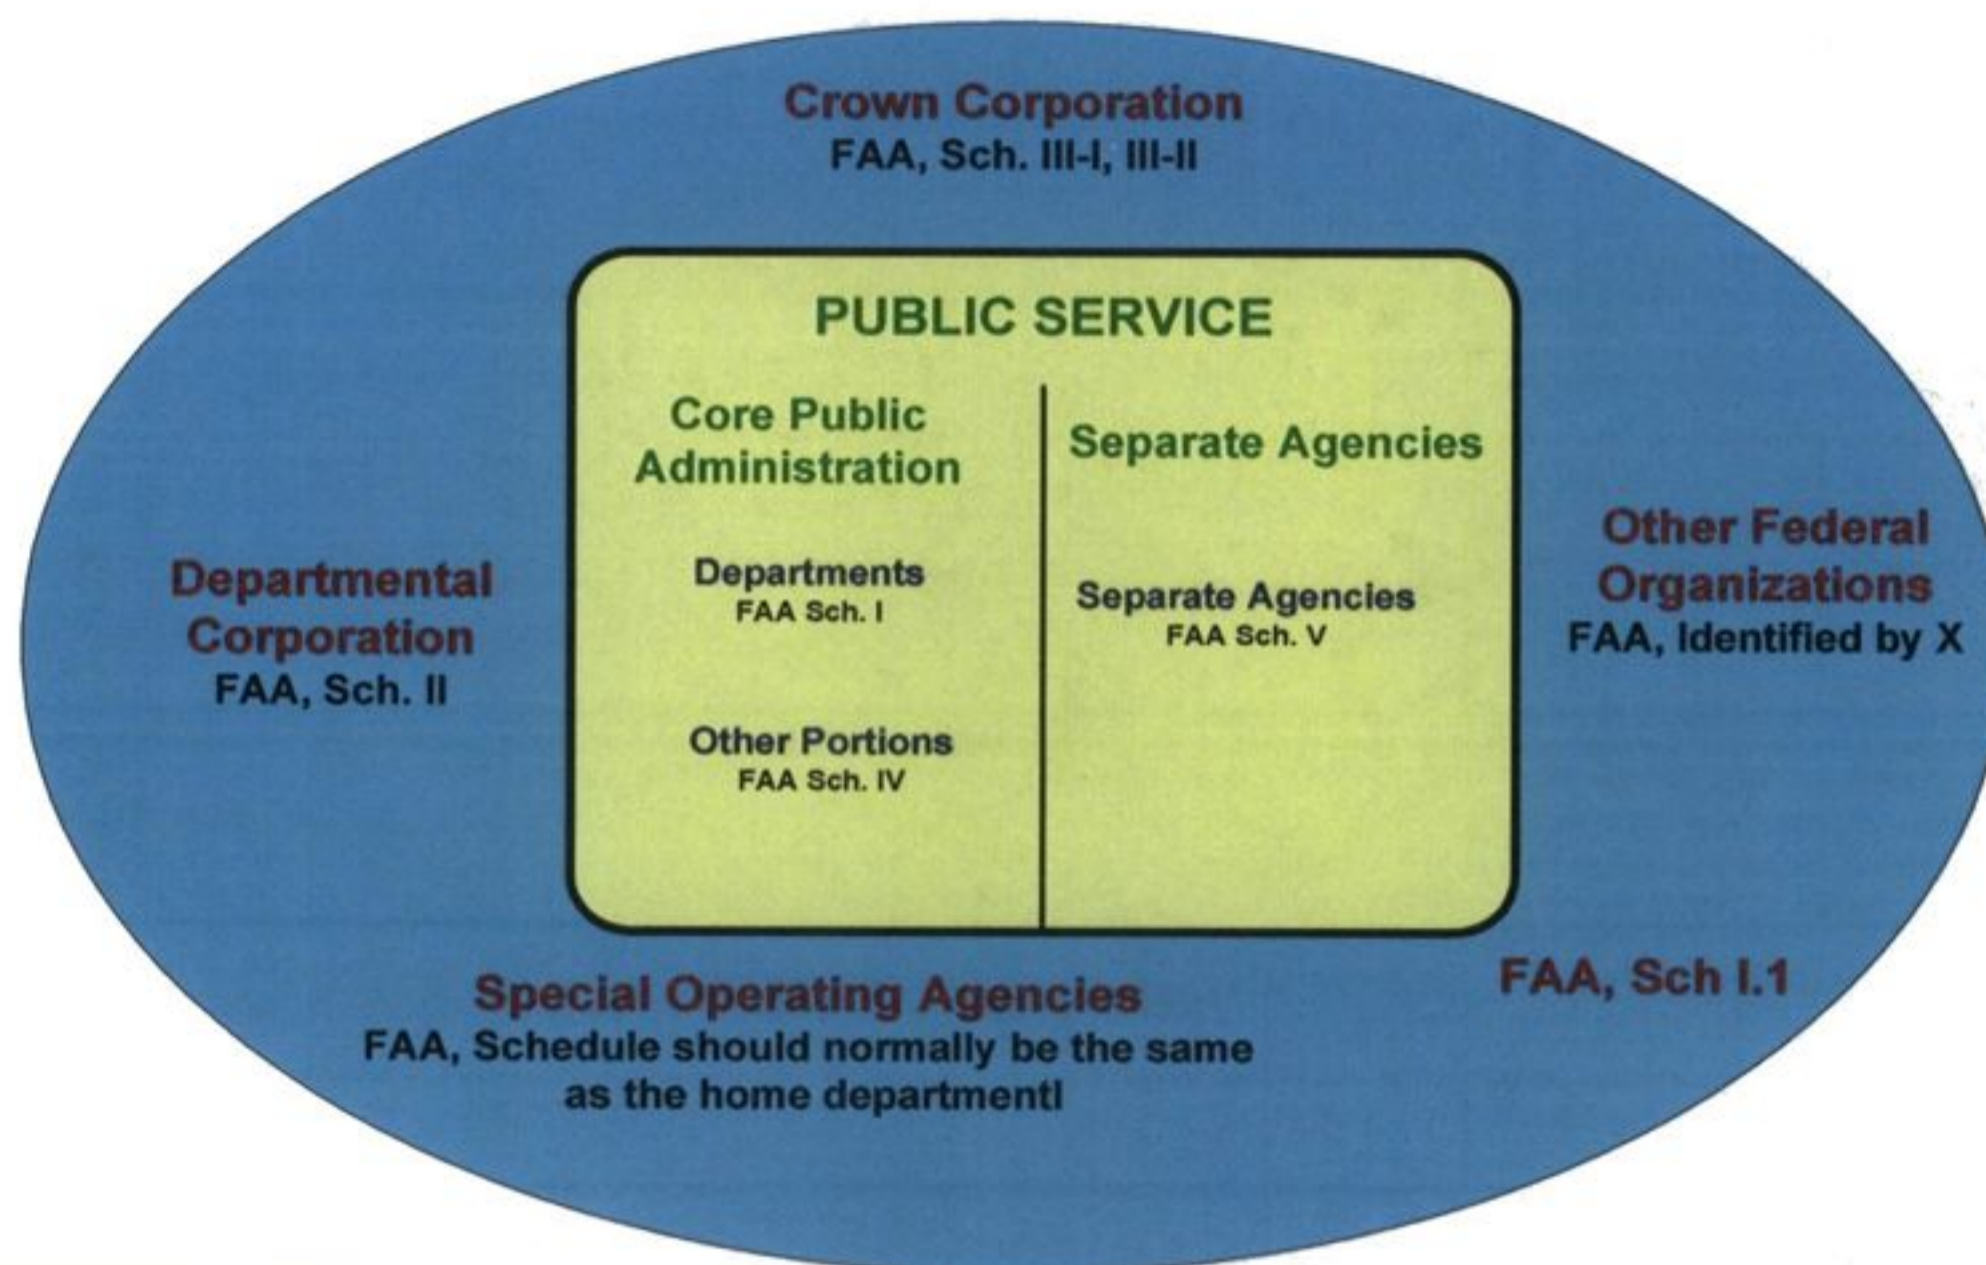 Crown Corporation
FAA, Sch. III-I, III-II
PUBLIC SERVICE
Core Public
Administration
Departments
FAA Sch. I
Other Portions
FAA Sch. IV
Separate Agencies
Separate Agencies
FAA Sch. V
Departmental
Corporation
FAA, Sch. II
Other Federal
Organizations
FAA, Identified by X
FAA, Sch I.1
Special Operating Agencies
FAA, Schedule should normally be the same
as the home departmentl